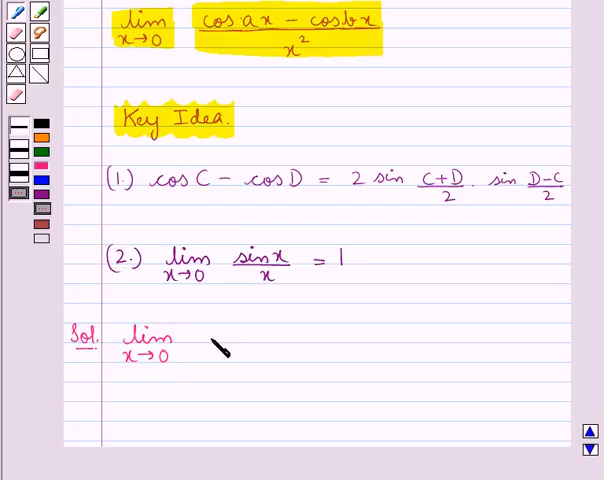 lim x→0 cos ax − cos bx / x²
Key Idea.
(1.) cos C − cos D = 2 sin C+D/2 . sin D−C/2
(2.) lim x→0 sin x / x = 1
Sol. lim x→0